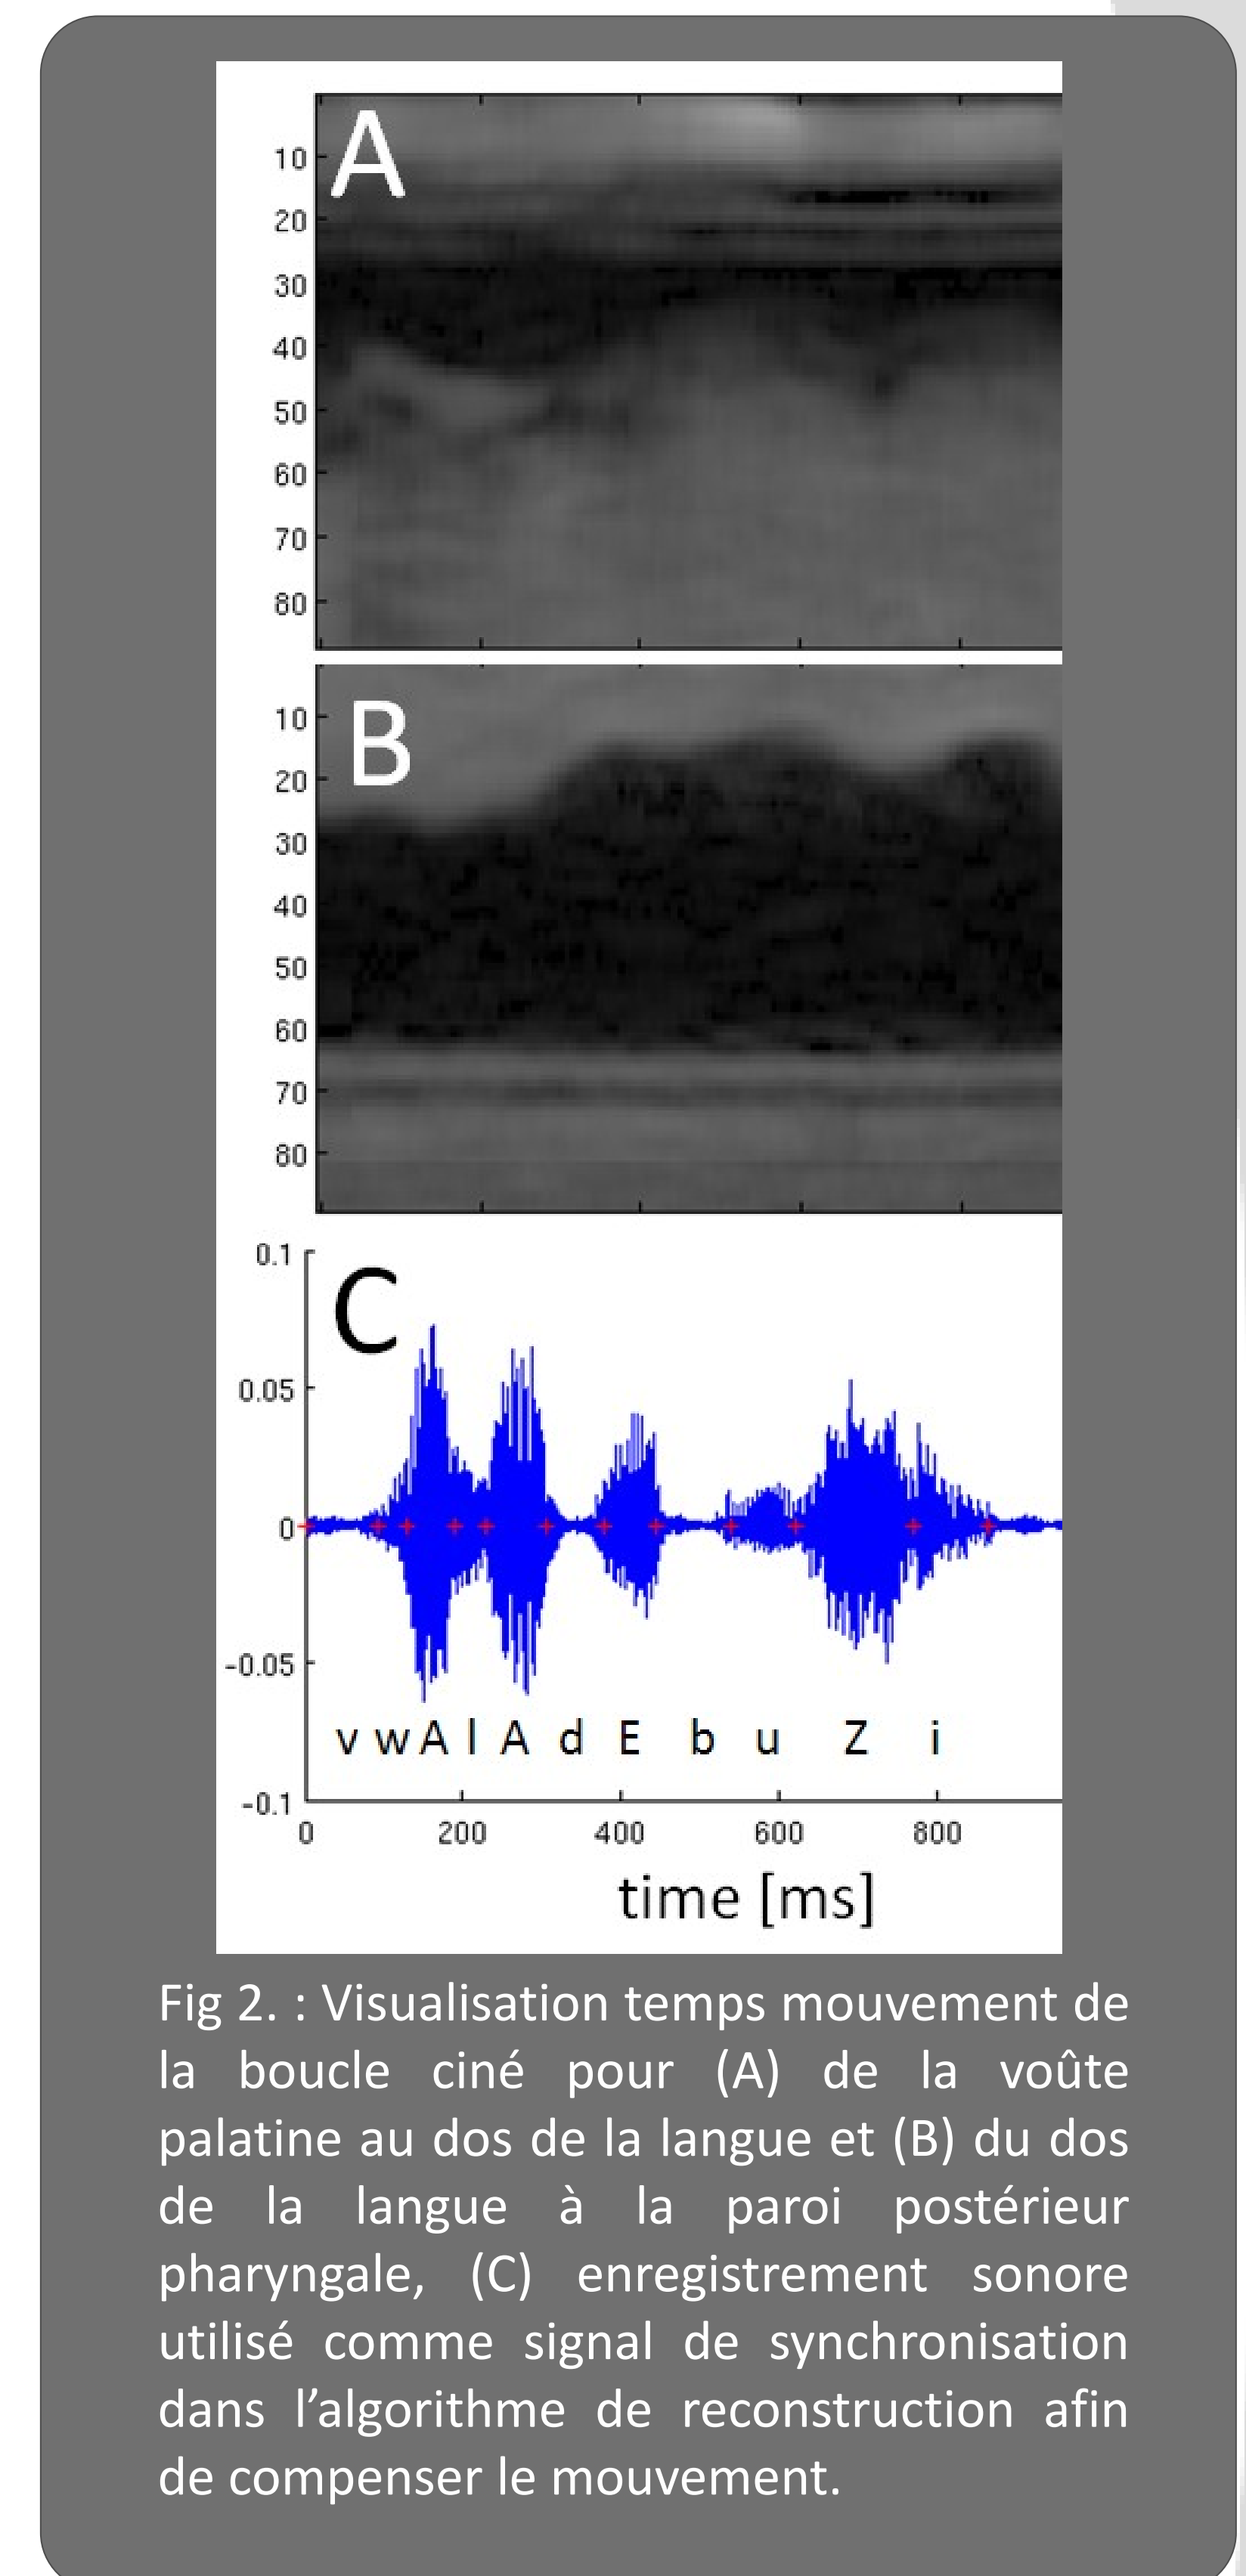 A
10
20
30
40
50
60
70
80
B
10
20
30
40
50
60
70
80
C
0.1
0.05
0
-0.05
-0.1
v w A l A d E b u Z i
0 200 400 600 800
time [ms]
Fig 2. : Visualisation temps mouvement de
la boucle ciné pour (A) de la voûte
palatine au dos de la langue et (B) du dos
de la langue à la paroi postérieur
pharyngale, (C) enregistrement sonore
utilisé comme signal de synchronisation
dans l’algorithme de reconstruction afin
de compenser le mouvement.